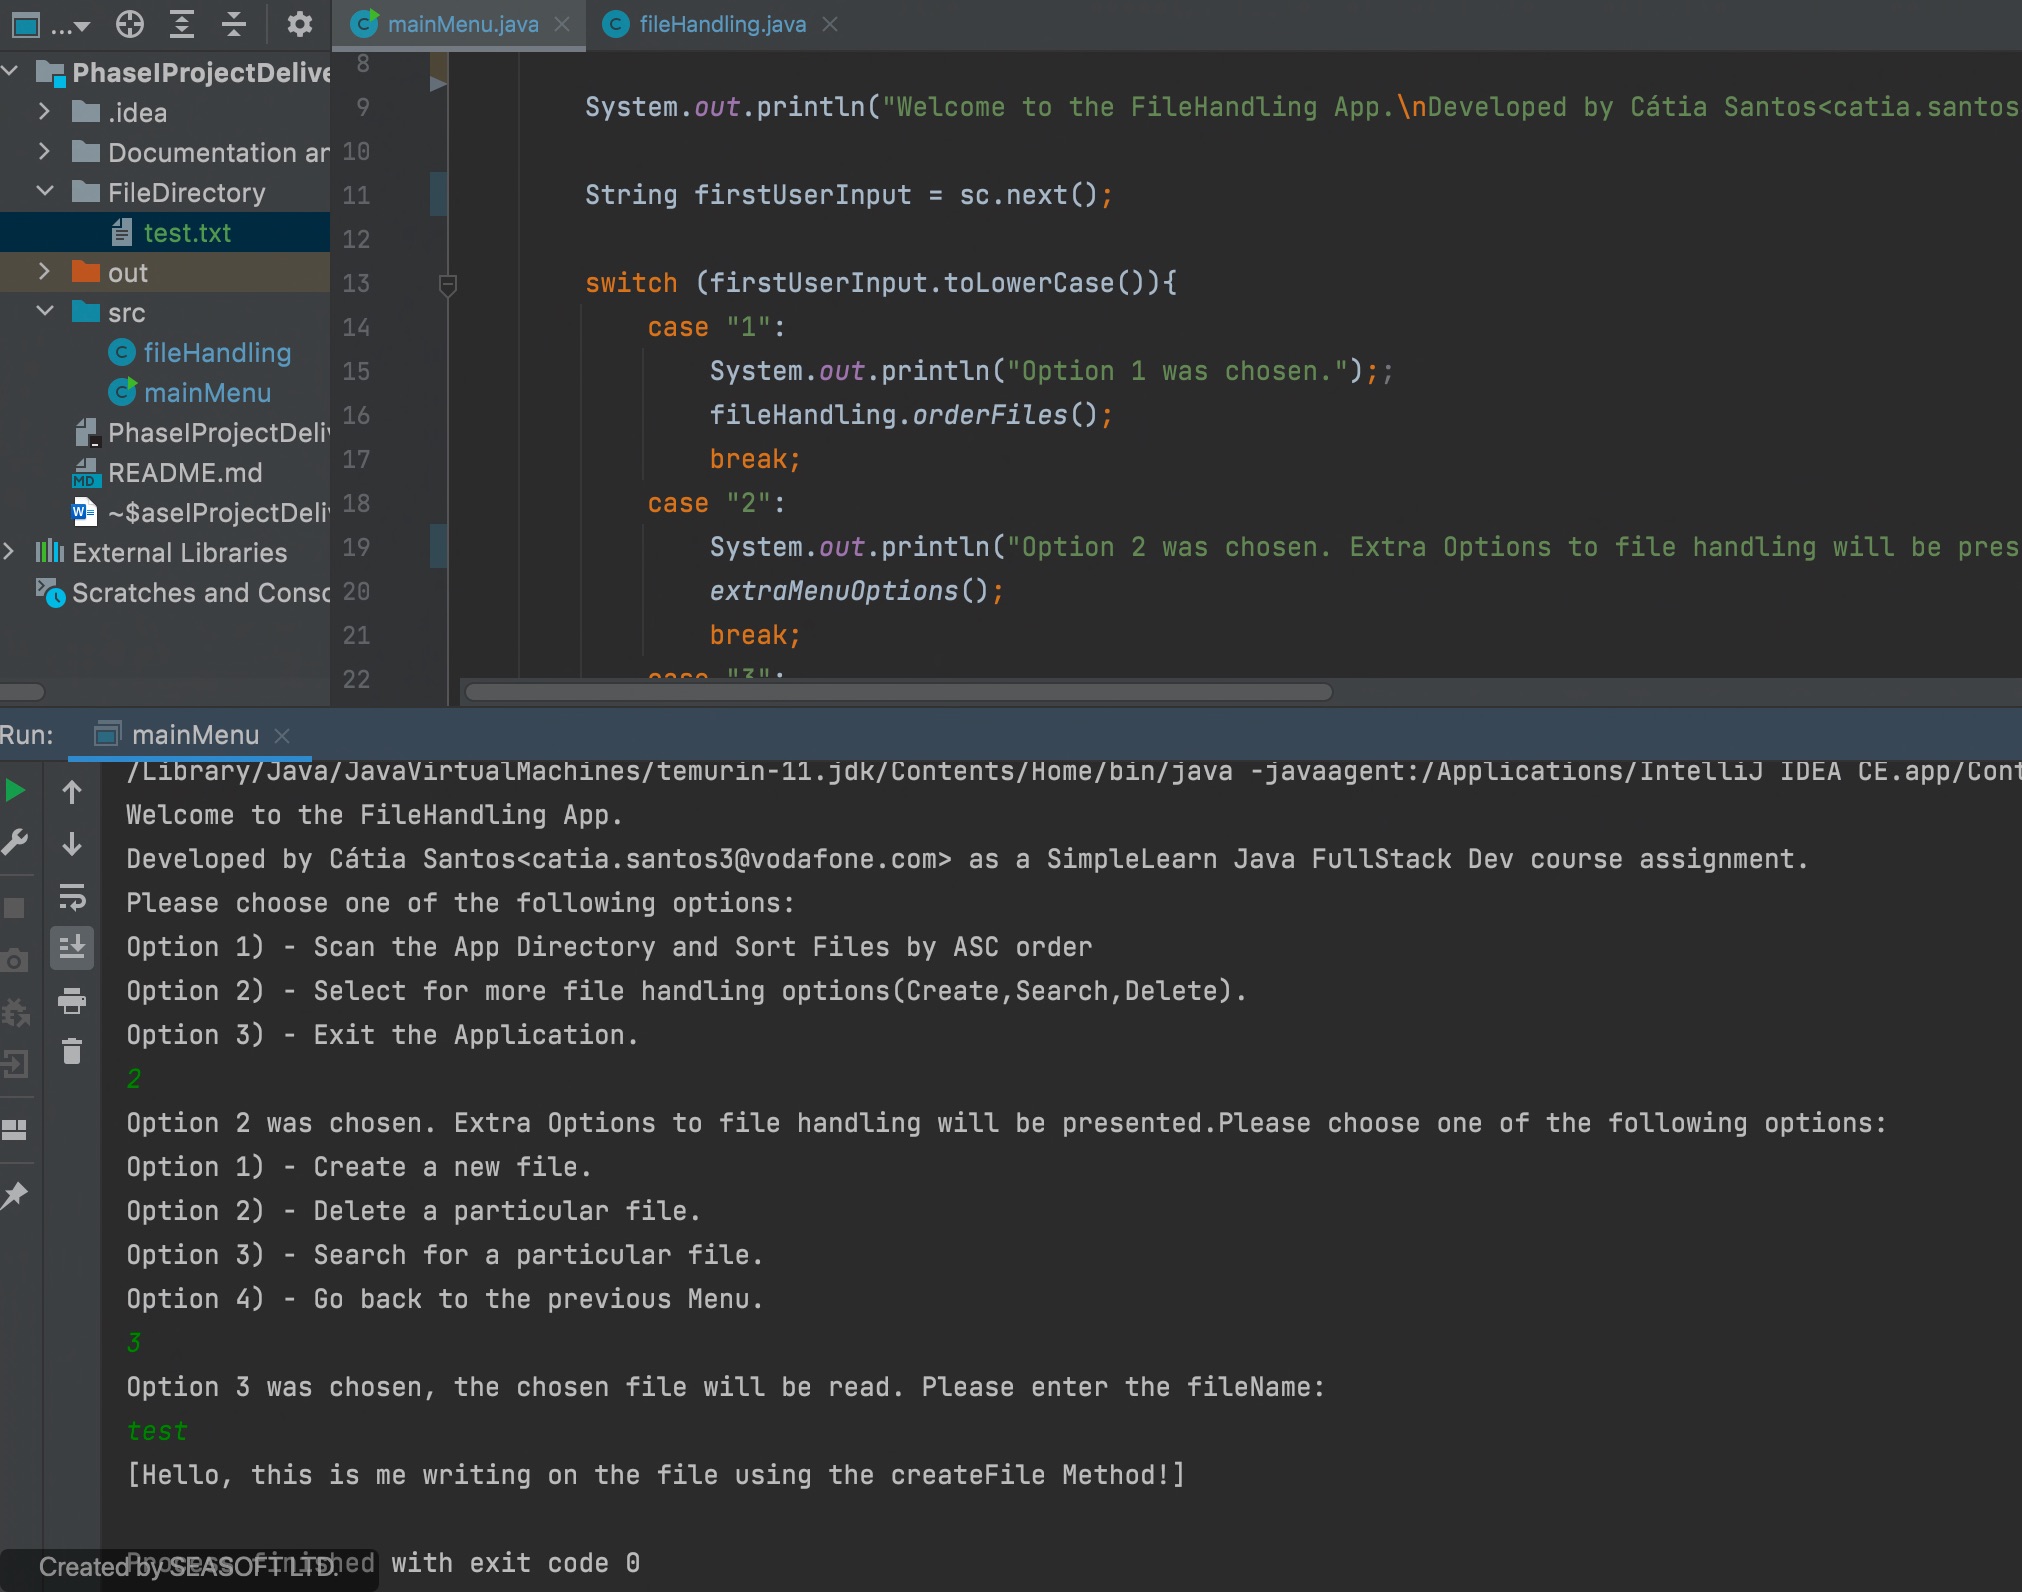 ...
mainMenu.java
fileHandling.java
PhaseIProjectDelive
.idea
Documentation an
FileDirectory
test.txt
out
src
fileHandling
mainMenu
PhaseIProjectDeliv
README.md
~$aseIProjectDeliv
External Libraries
Scratches and Conso
8
9 System.out.println("Welcome to the FileHandling App.\nDeveloped by Cátia Santos<catia.santos
10
11 String firstUserInput = sc.next();
12
13 switch (firstUserInput.toLowerCase()){
14 case "1":
15 System.out.println("Option 1 was chosen.");;
16 fileHandling.orderFiles();
17 break;
18 case "2":
19 System.out.println("Option 2 was chosen. Extra Options to file handling will be pres
20 extraMenuOptions();
21 break;
22 case "3":
Run: mainMenu
/Library/Java/JavaVirtualMachines/temurin-11.jdk/Contents/Home/bin/java -javaagent:/Applications/IntelliJ IDEA CE.app/Cont
Welcome to the FileHandling App.
Developed by Cátia Santos<catia.santos3@vodafone.com> as a SimpleLearn Java FullStack Dev course assignment.
Please choose one of the following options:
Option 1) - Scan the App Directory and Sort Files by ASC order
Option 2) - Select for more file handling options(Create,Search,Delete).
Option 3) - Exit the Application.
2
Option 2 was chosen. Extra Options to file handling will be presented.Please choose one of the following options:
Option 1) - Create a new file.
Option 2) - Delete a particular file.
Option 3) - Search for a particular file.
Option 4) - Go back to the previous Menu.
3
Option 3 was chosen, the chosen file will be read. Please enter the fileName:
test
[Hello, this is me writing on the file using the createFile Method!]
Process finished with exit code 0
Created by SEASOFT LTD.